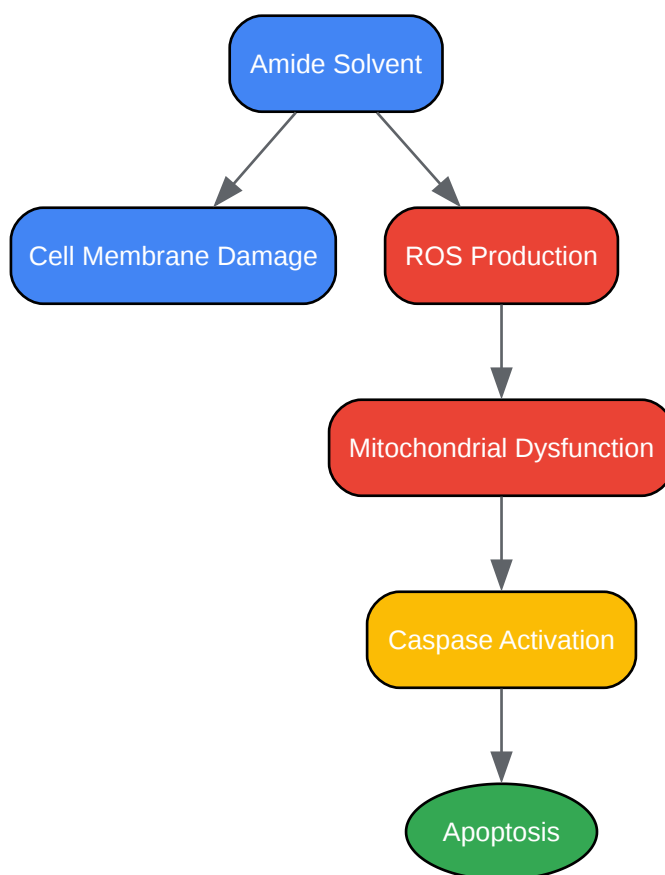 Amide Solvent
Cell Membrane Damage
ROS Production
Mitochondrial Dysfunction
Caspase Activation
Apoptosis